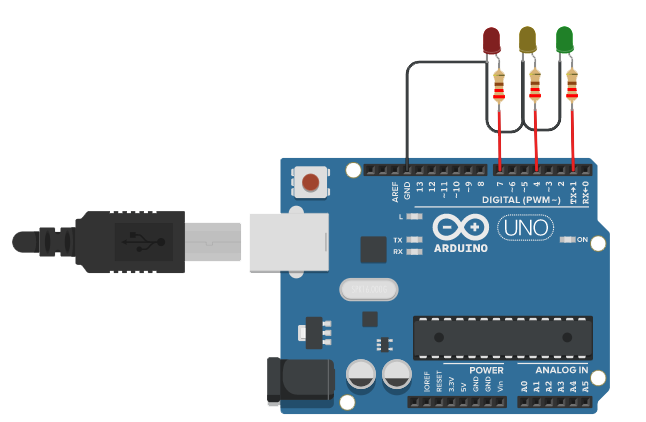 AREF
GND
13
12
~11
~10
~9
8
7
~6
~5
4
~3
2
TX→1
RX←0
DIGITAL (PWM~)
L
TX
RX
ARDUINO
UNO
ON
POWER
ANALOG IN
IOREF
RESET
3.3V
5V
GND
GND
Vin
A0
A1
A2
A3
A4
A5